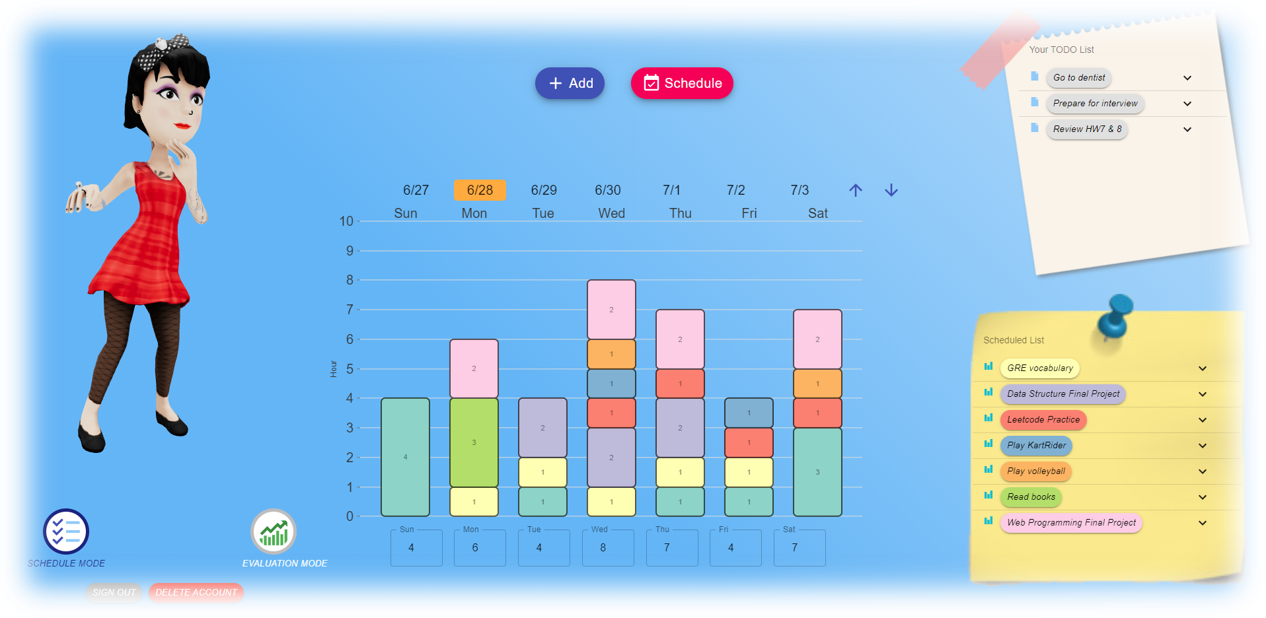 Add
Schedule
Your TODO List
Go to dentist
Prepare for interview
Review HW7 & 8
6/27 6/28 6/29 6/30 7/1 7/2 7/3
Sun Mon Tue Wed Thu Fri Sat
10
9
8
7
6
5
4
3
2
1
0
Hour
4
1
3
2
1
1
2
1
2
1
1
1
2
1
1
2
1
2
1
1
1
1
3
1
1
2
Sun Mon Tue Wed Thu Fri Sat
4 6 4 8 7 4 7
Scheduled List
GRE vocabulary
Data Structure Final Project
Leetcode Practice
Play KartRider
Play volleyball
Read books
Web Programming Final Project
SCHEDULE MODE
EVALUATION MODE
SIGN OUT
DELETE ACCOUNT